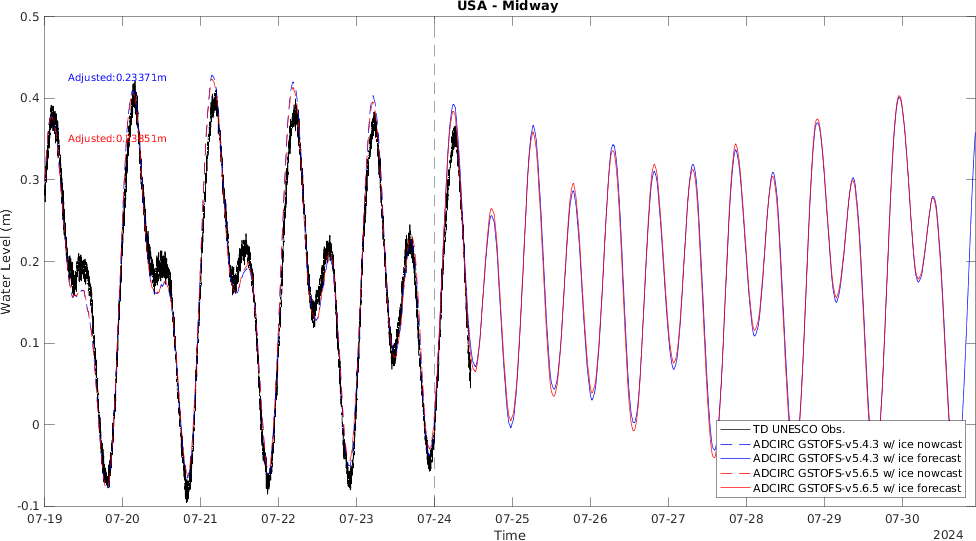 USA - Midway
0.5
0.4
0.3
0.2
0.1
0
-0.1
Water Level (m)
Adjusted:0.23371m
Adjusted:0.23851m
TD UNESCO Obs.
ADCIRC GSTOFS-v5.4.3 w/ ice nowcast
ADCIRC GSTOFS-v5.4.3 w/ ice forecast
ADCIRC GSTOFS-v5.6.5 w/ ice nowcast
ADCIRC GSTOFS-v5.6.5 w/ ice forecast
07-19 07-20 07-21 07-22 07-23 07-24 07-25 07-26 07-27 07-28 07-29 07-30
Time
2024